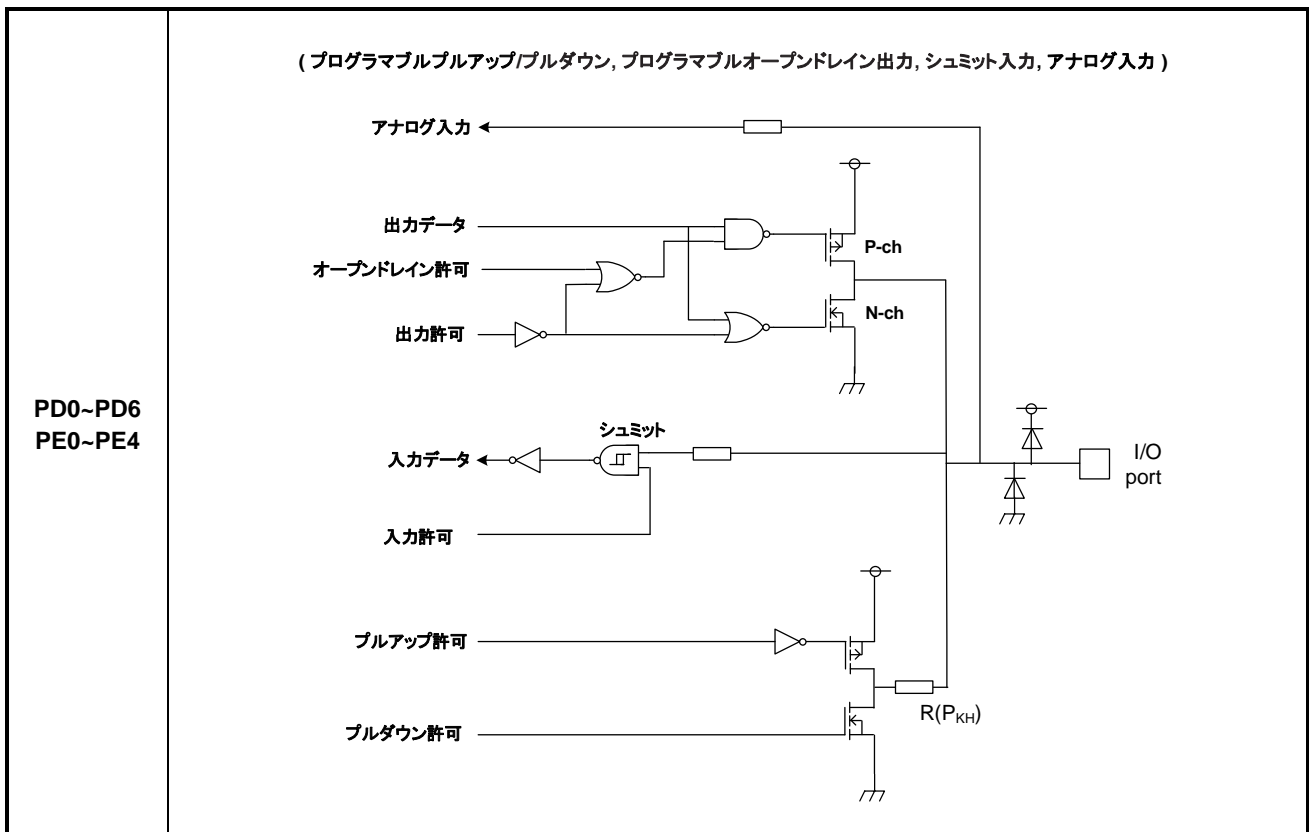 ( プログラマブルプルアップ/プルダウン, プログラマブルオープンドレイン出力, シュミット入力, アナログ入力 )
アナログ入力
出力データ
P-ch
オープンドレイン許可
N-ch
出力許可
PD0~PD6
PE0~PE4
シュミット
入力データ
I/O
port
入力許可
プルアップ許可
R(PKH)
プルダウン許可